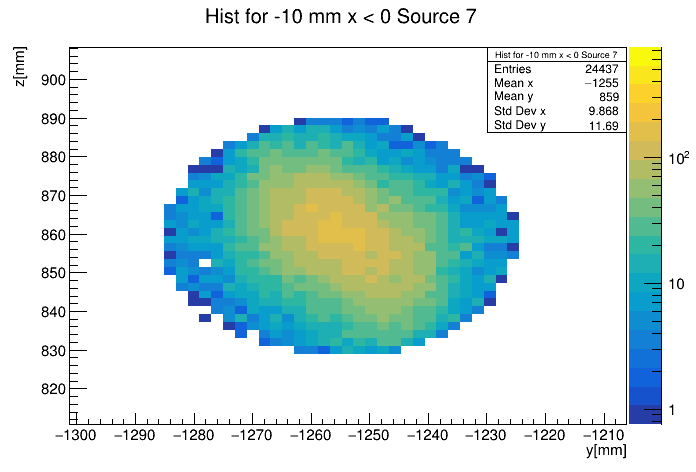 Hist for -10 mm x < 0 Source 7
z[mm]
Hist for -10 mm x < 0 Source 7
Entries 24437
Mean x −1255
Mean y 859
Std Dev x 9.868
Std Dev y 11.69
900
890
880
870
860
850
840
830
820
10²
10
1
−1300 −1290 −1280 −1270 −1260 −1250 −1240 −1230 −1220 −1210
y[mm]